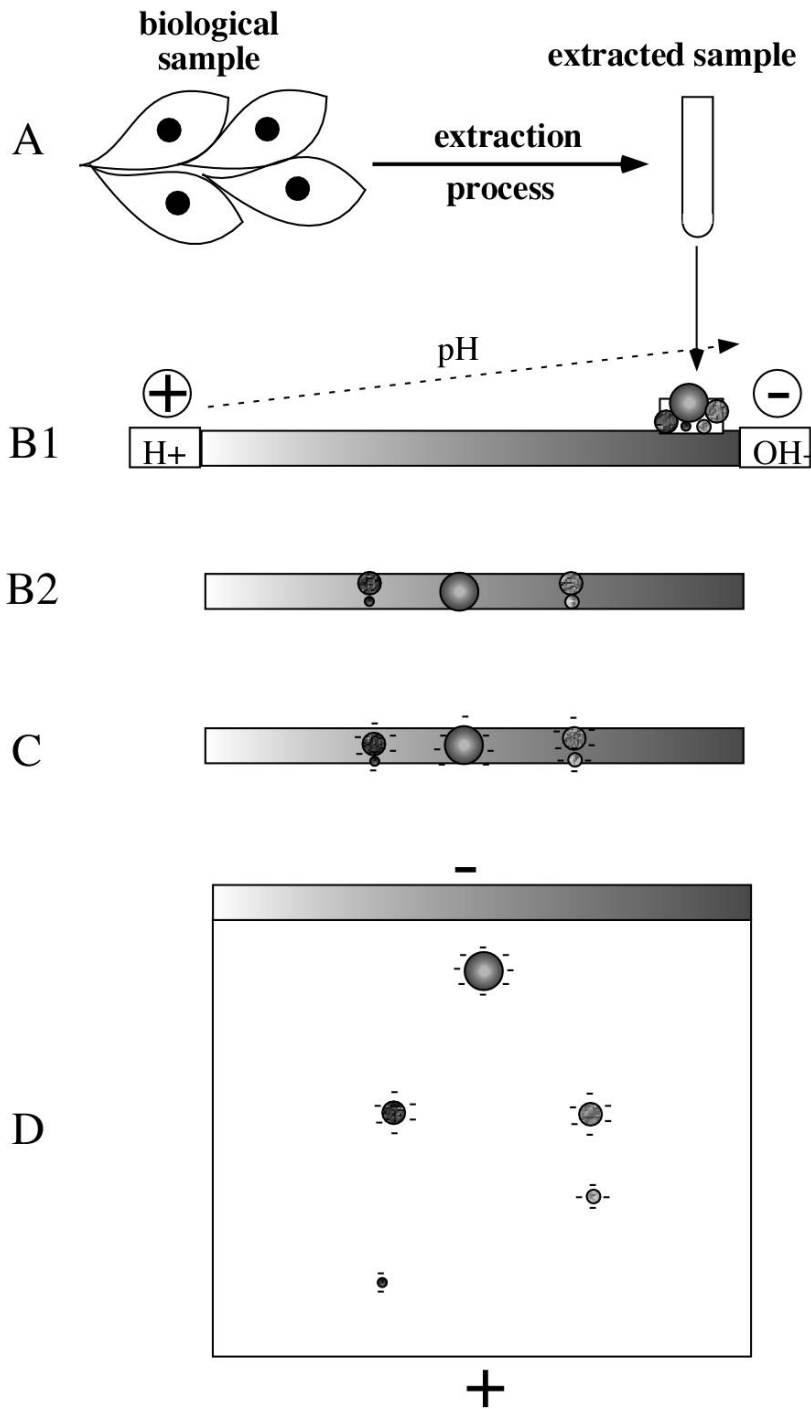 biological
sample
extracted sample
A
extraction
process
pH
+
-
B1
H+
OH-
B2
C
-
D
+